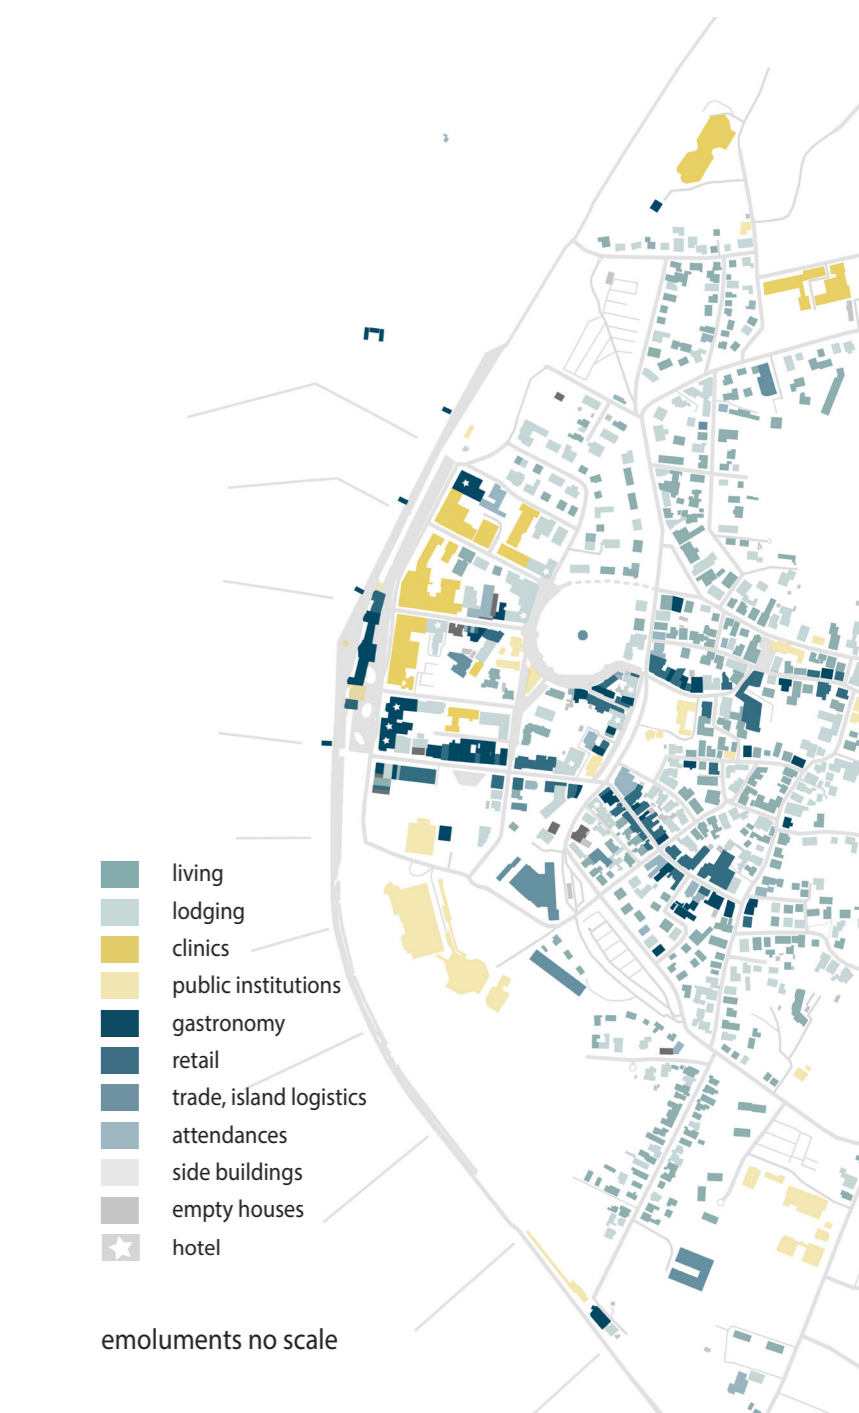 living
lodging
clinics
public institutions
gastronomy
retail
trade, island logistics
attendances
side buildings
empty houses
hotel
emoluments no scale